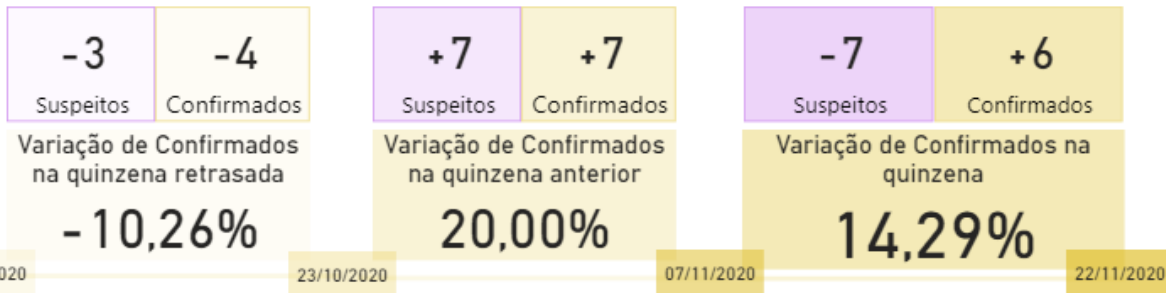 -3
-4
Suspeitos
Confirmados
Variação de Confirmados
na quinzena retrasada
-10,26%
+7
+7
Suspeitos
Confirmados
Variação de Confirmados
na quinzena anterior
20,00%
-7
+6
Suspeitos
Confirmados
Variação de Confirmados na
quinzena
14,29%
020
23/10/2020
07/11/2020
22/11/2020